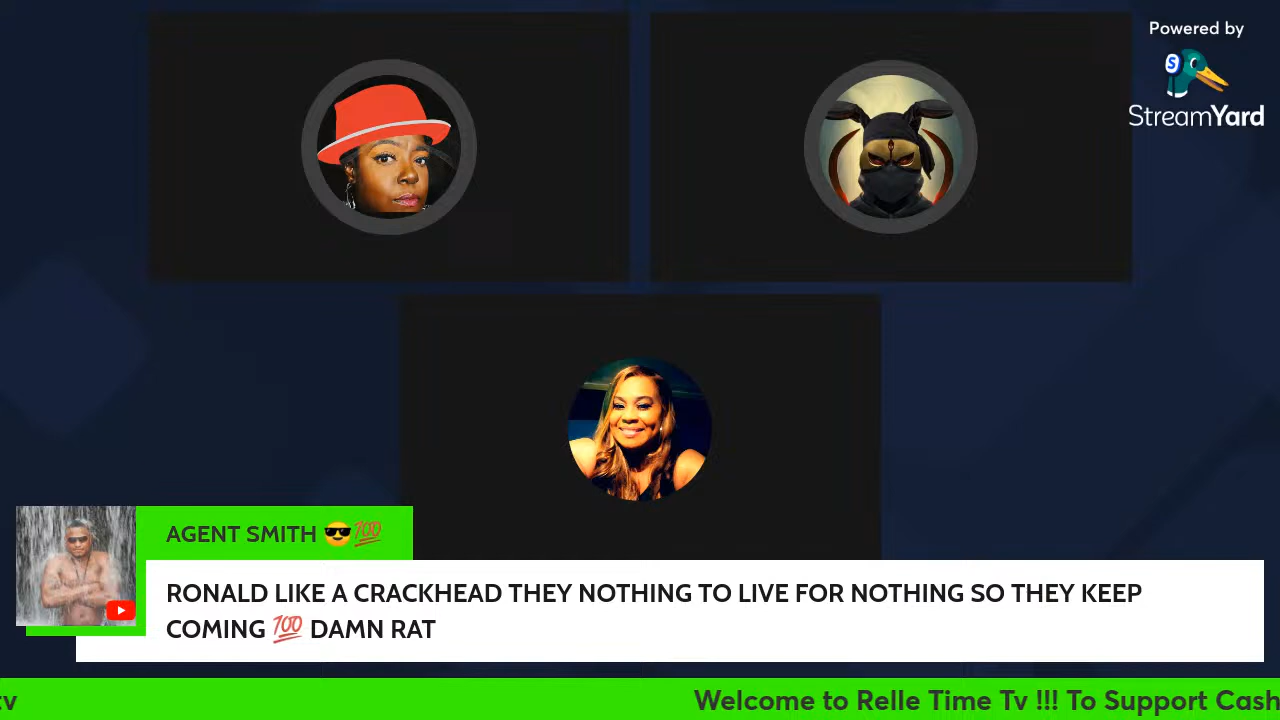 Powered by
StreamYard
AGENT SMITH 😎💯
RONALD LIKE A CRACKHEAD THEY NOTHING TO LIVE FOR NOTHING SO THEY KEEP
COMING 💯 DAMN RAT
tv Welcome to Relle Time Tv !!! To Support Cash